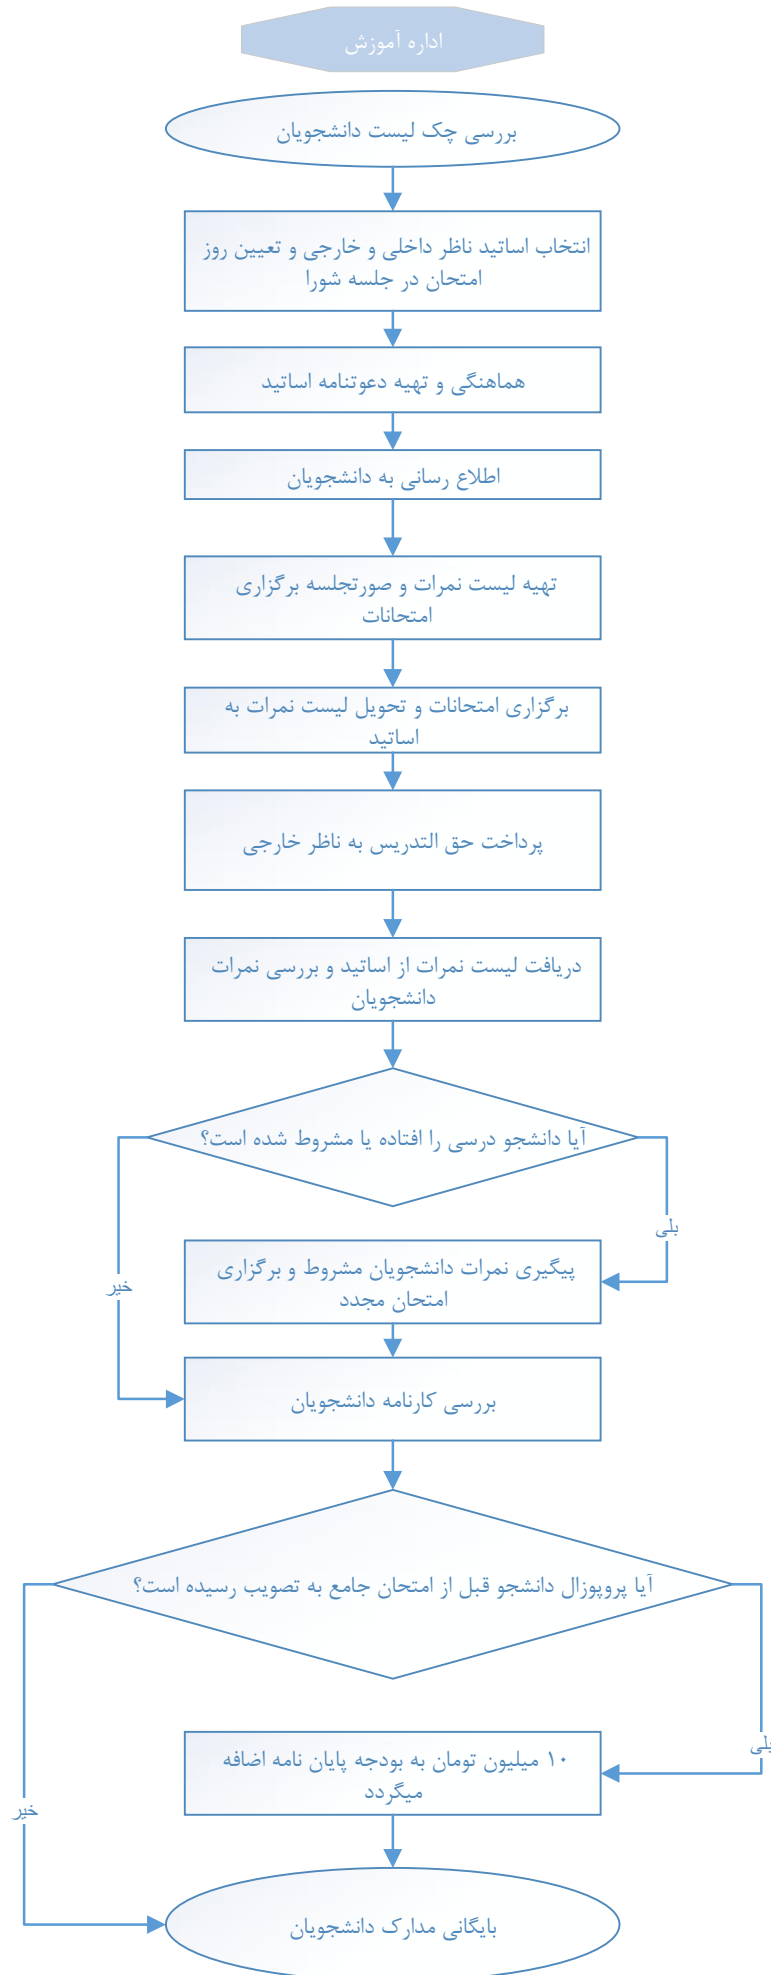 اداره آموزش
بررسی چک لیست دانشجویان
انتخاب اساتید ناظر داخلی و خارجی و تعیین روز
امتحان در جلسه شورا
هماهنگی و تهیه دعوتنامه اساتید
اطلاع رسانی به دانشجویان
تهیه لیست نمرات و صورتجلسه برگزاری
امتحانات
برگزاری امتحانات و تحویل لیست نمرات به
اساتید
پرداخت حق التدریس به ناظر خارجی
دریافت لیست نمرات از اساتید و بررسی نمرات
دانشجویان
آیا دانشجو درسی را افتاده یا مشروط شده است؟
بلی
پیگیری نمرات دانشجویان مشروط و برگزاری
امتحان مجدد
خیر
بررسی کارنامه دانشجویان
آیا پروپوزال دانشجو قبل از امتحان جامع به تصویب رسیده است؟
بلی
۱۰ میلیون تومان به بودجه پایان نامه اضافه
میگردد
خیر
بایگانی مدارک دانشجویان